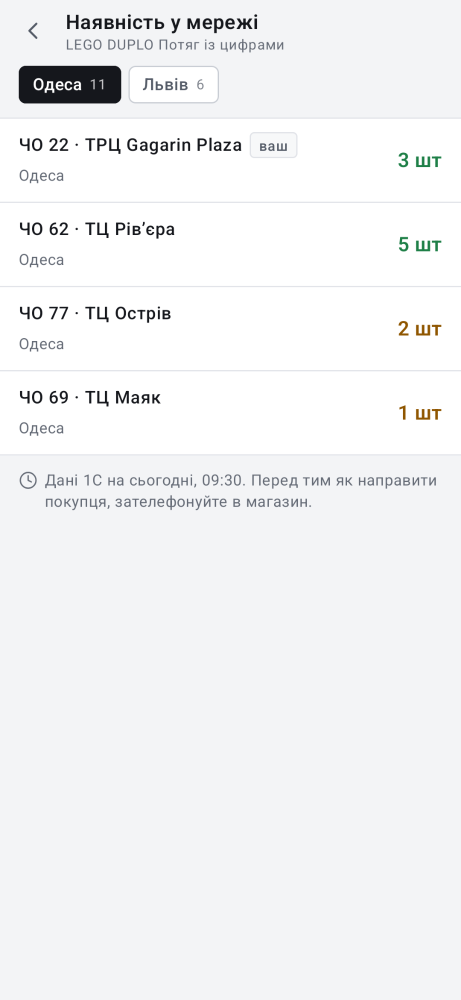 Наявність у мережі
LEGO DUPLO Потяг із цифрами
Одеса 11 Львів 6
ЧО 22 · ТРЦ Gagarin Plaza ваш
Одеса
3 шт
ЧО 62 · ТЦ Рів’єра
Одеса
5 шт
ЧО 77 · ТЦ Острів
Одеса
2 шт
ЧО 69 · ТЦ Маяк
Одеса
1 шт
Дані 1С на сьогодні, 09:30. Перед тим як направити
покупця, зателефонуйте в магазин.